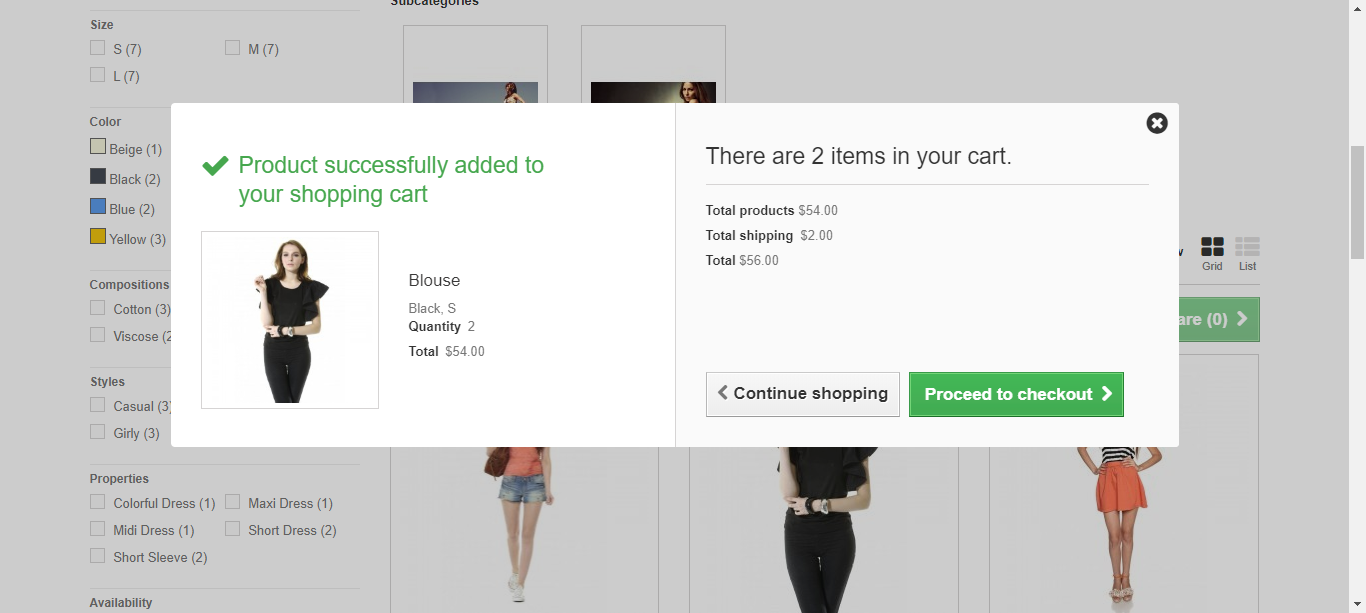 Subcategories
Size
S (7)
M (7)
L (7)
Color
Beige (1)
Black (2)
Blue (2)
Yellow (3)
Compositions
Cotton (3)
Viscose (2
Styles
Casual (3)
Girly (3)
Properties
Colorful Dress (1)
Maxi Dress (1)
Midi Dress (1)
Short Dress (2)
Short Sleeve (2)
Availability
Product successfully added to
your shopping cart
Blouse
Black, S
Quantity 2
Total $54.00
There are 2 items in your cart.
Total products $54.00
Total shipping $2.00
Total $56.00
Continue shopping
Proceed to checkout
Grid
List
are (0)